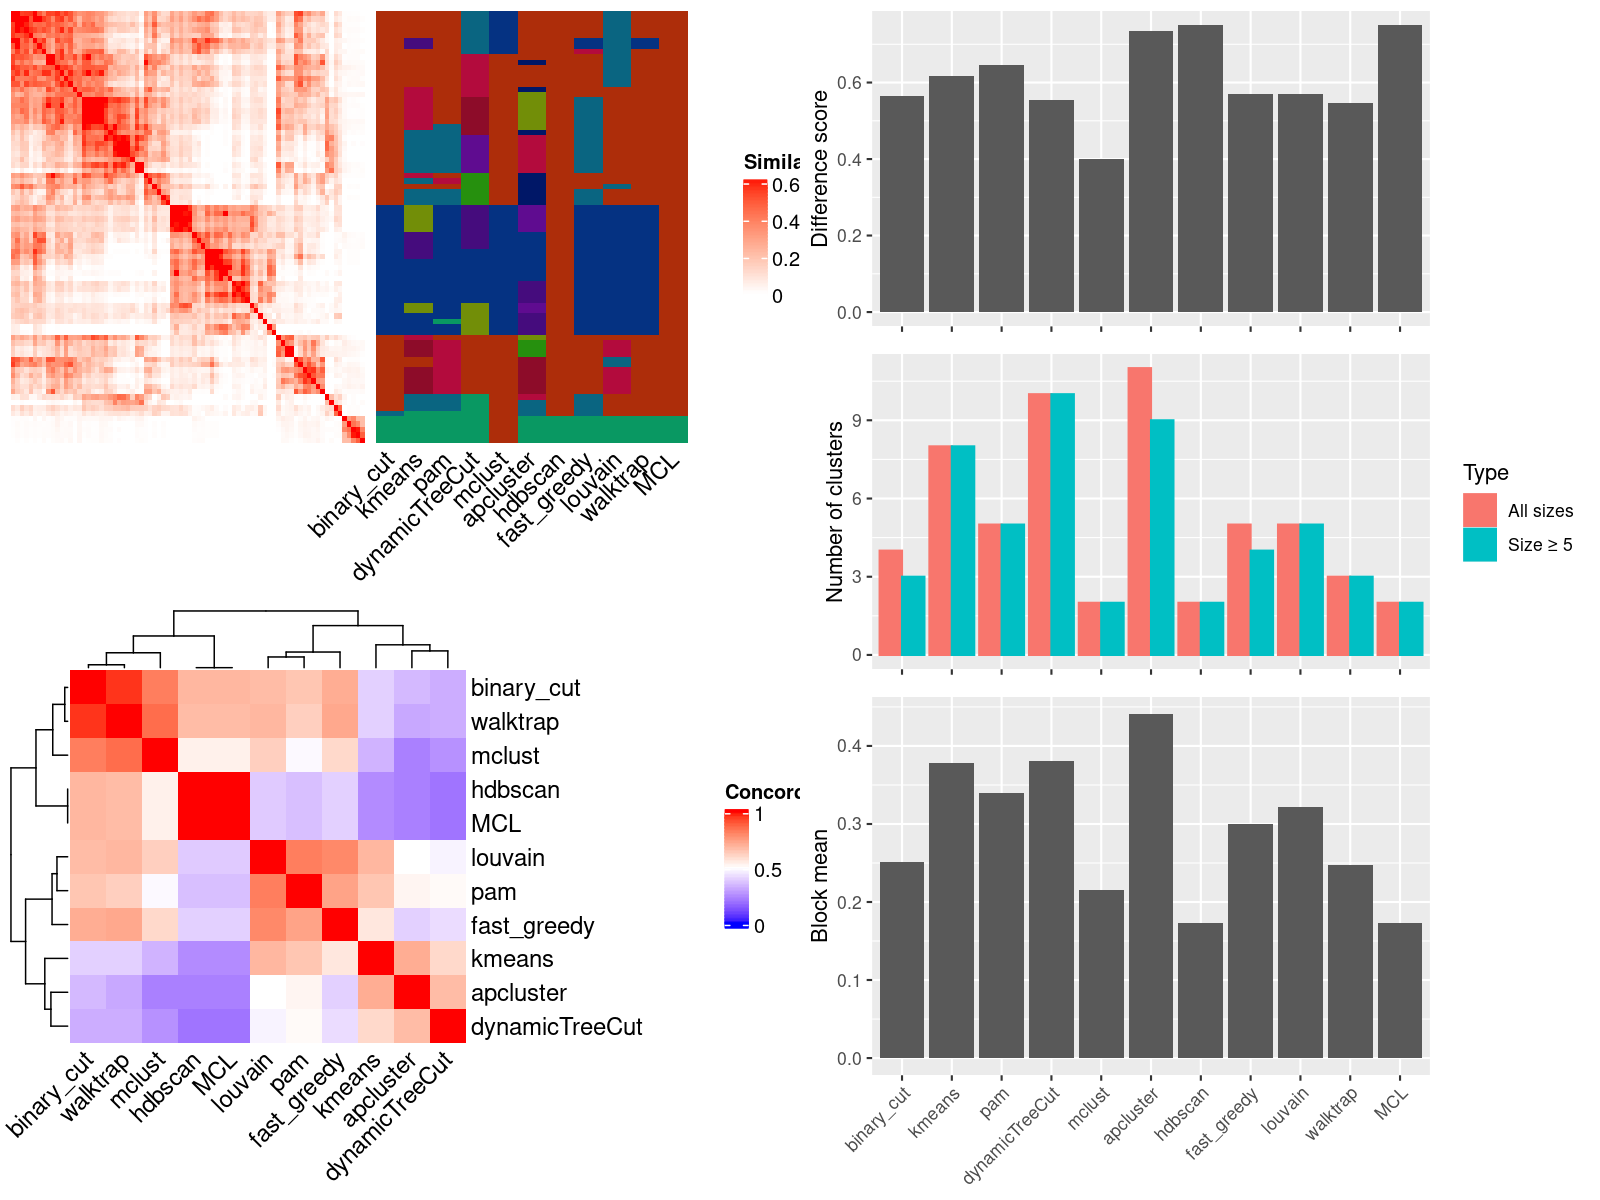 Simila
0.6
0.4
0.2
0
binary_cut
kmeans
pam
dynamicTreeCut
mclust
apcluster
hdbscan
fast_greedy
louvain
walktrap
MCL
binary_cut
walktrap
mclust
hdbscan
MCL
louvain
pam
fast_greedy
kmeans
apcluster
dynamicTreeCut
Concord
1
0.5
0
binary_cut
walktrap
mclust
hdbscan
MCL
louvain
pam
fast_greedy
kmeans
apcluster
dynamicTreeCut
Difference score
0.6
0.4
0.2
0.0
Number of clusters
9
6
3
0
Type
All sizes
Size ≥ 5
Block mean
0.4
0.3
0.2
0.1
0.0
binary_cut
kmeans
pam
dynamicTreeCut
mclust
apcluster
hdbscan
fast_greedy
louvain
walktrap
MCL